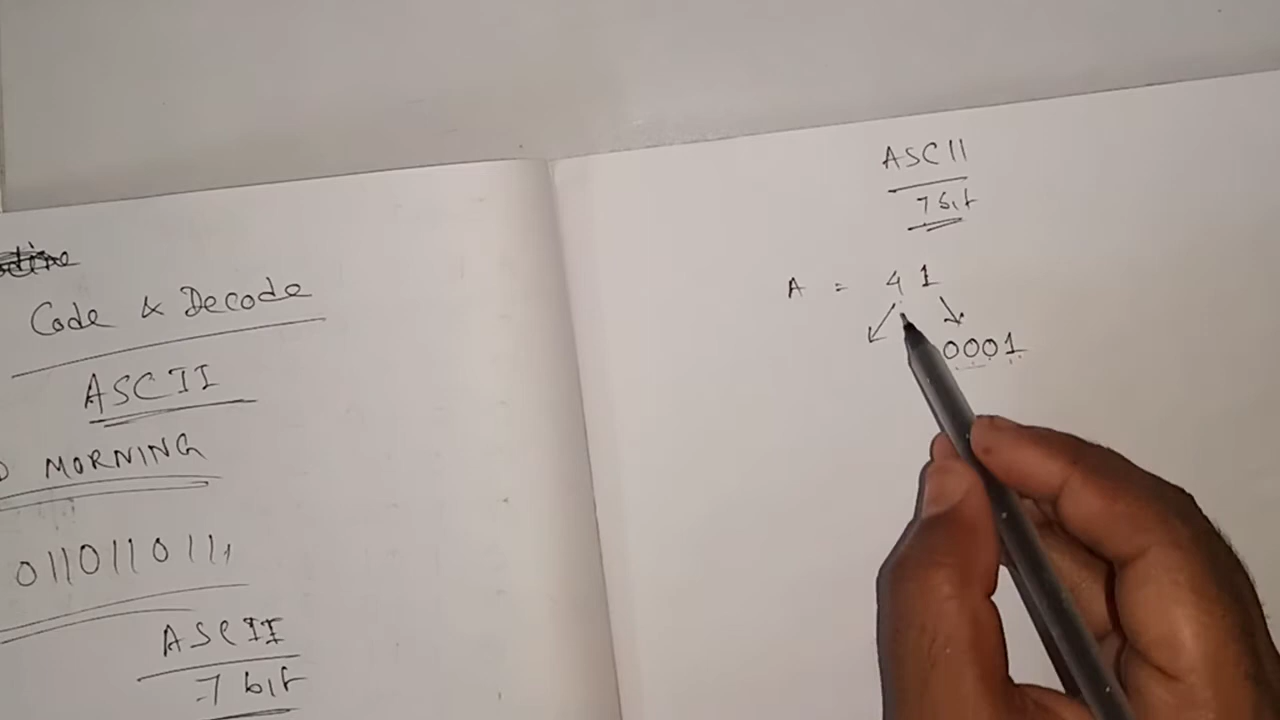 Code & Decode
ASCII
MORNING
0110110111
ASCII
7 bit
ASCII
7 bit
A = 41
0001